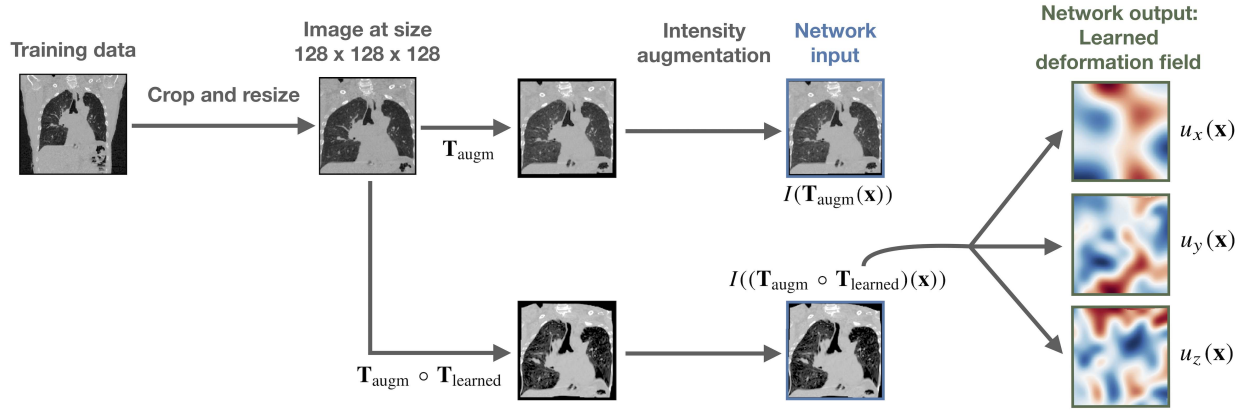 Training data
Crop and resize
Image at size
128 x 128 x 128
T_augm
Intensity
augmentation
Network
input
I(T_augm(x))
Network output:
Learned
deformation field
u_x(x)
u_y(x)
u_z(x)
I((T_augm ∘ T_learned)(x))
T_augm ∘ T_learned